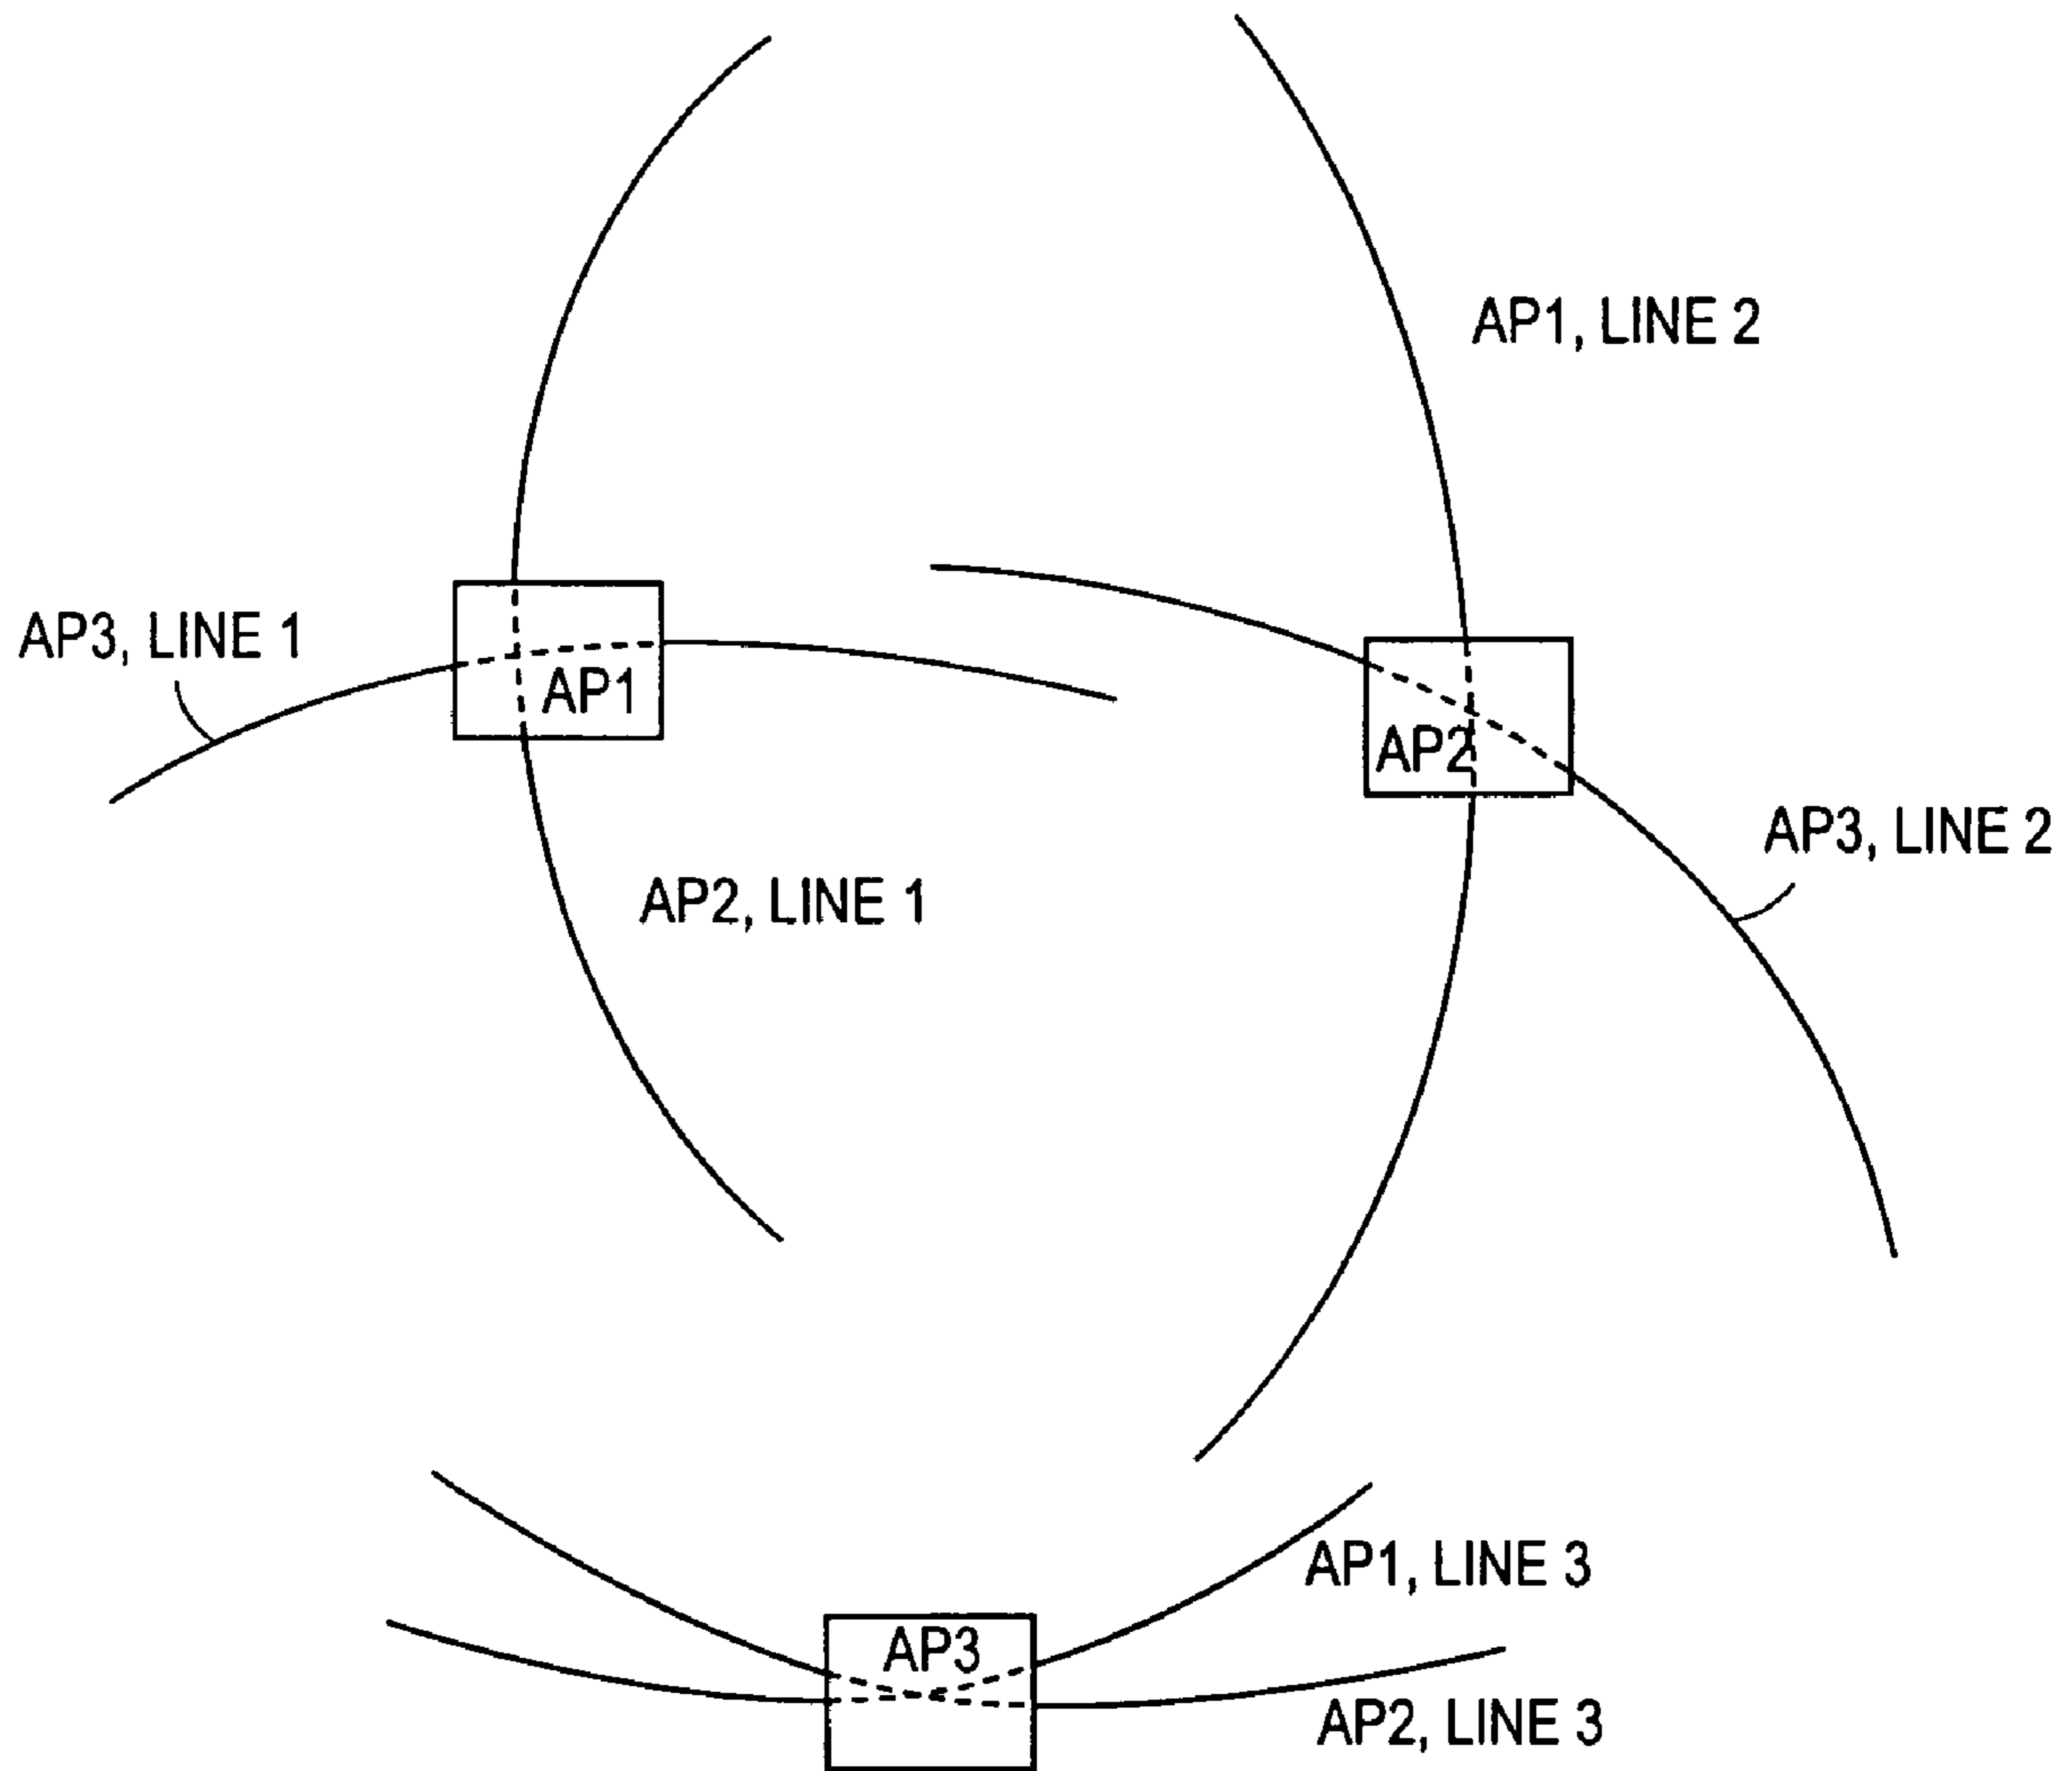 AP1, LINE 2
AP3, LINE 1
AP1
AP2
AP3, LINE 2
AP2, LINE 1
AP1, LINE 3
AP3
AP2, LINE 3